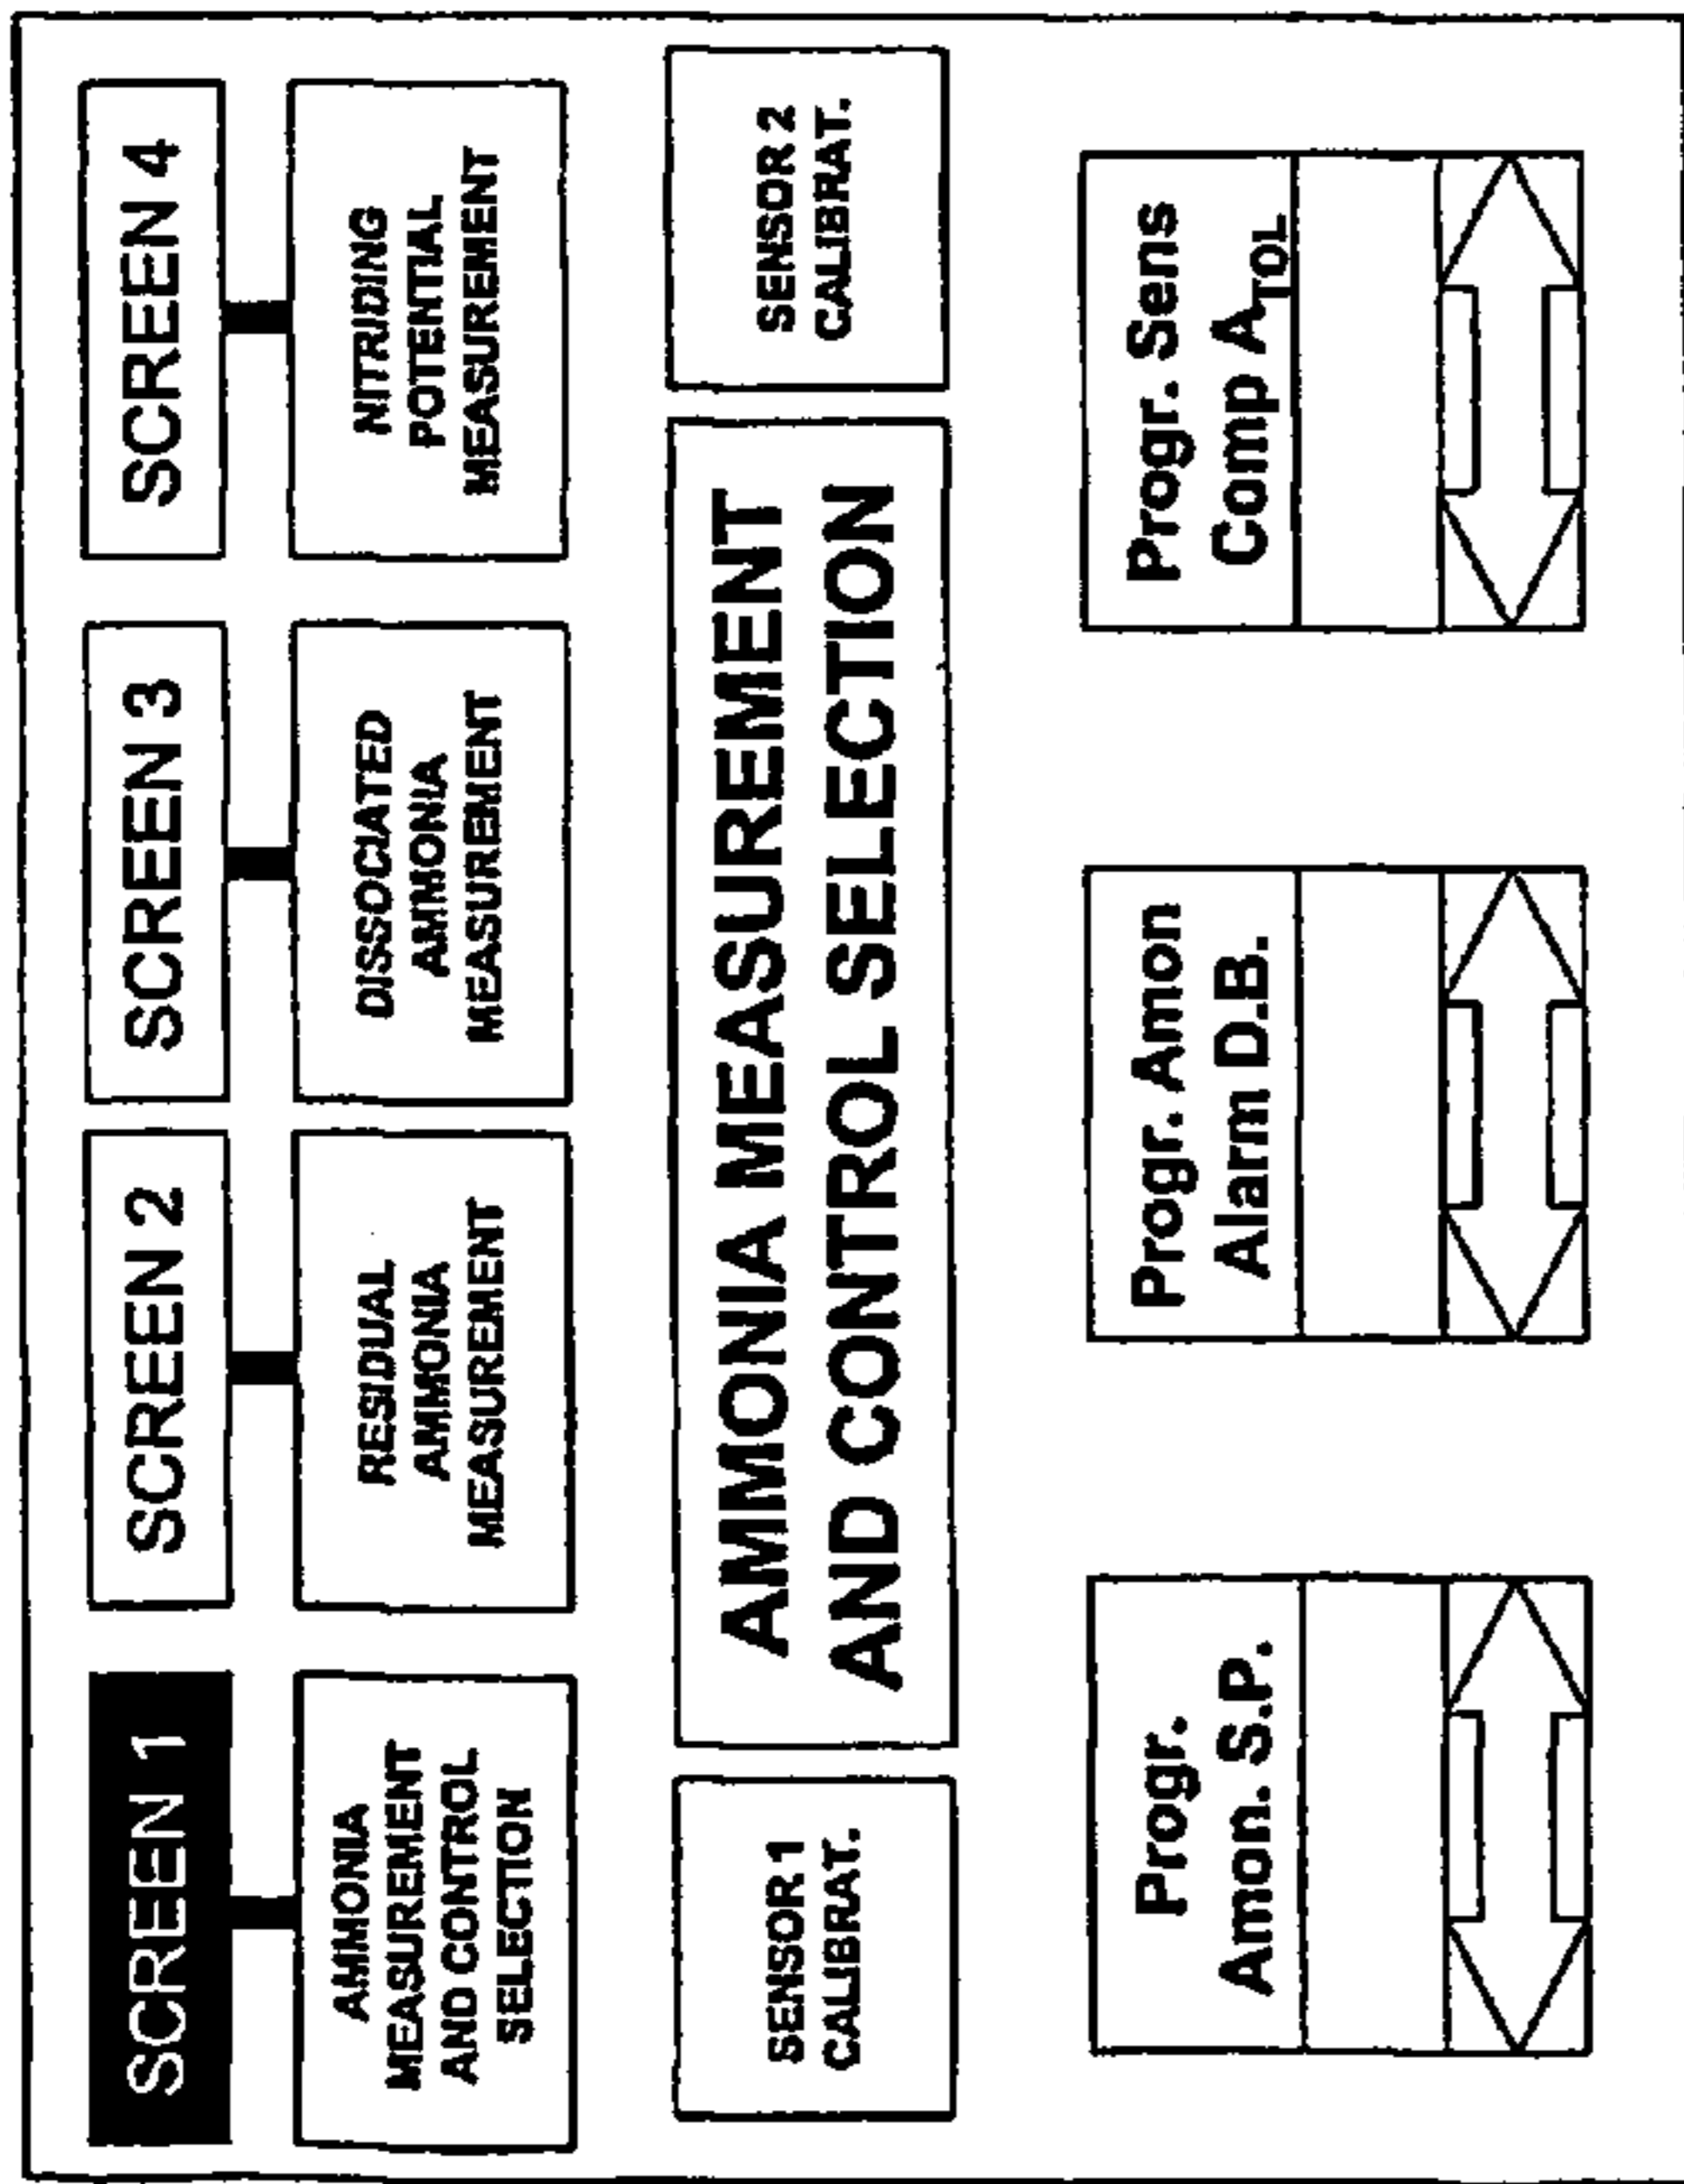 SCREEN 1
SCREEN 2
SCREEN 3
SCREEN 4
AMMONIA
MEASUREMENT
AND CONTROL
SELECTION
RESIDUAL
AMMONIA
MEASUREMENT
DISSOCIATED
AMMONIA
MEASUREMENT
NITRIDING
POTENTIAL
MEASUREMENT
SENSOR 1
CALIBRAT.
AMMONIA MEASUREMENT
AND CONTROL SELECTION
SENSOR 2
CALIBRAT.
Progr.
Amon. S.P.
Progr. Amon
Alarm D.B.
Progr. Sens
Comp ATOL